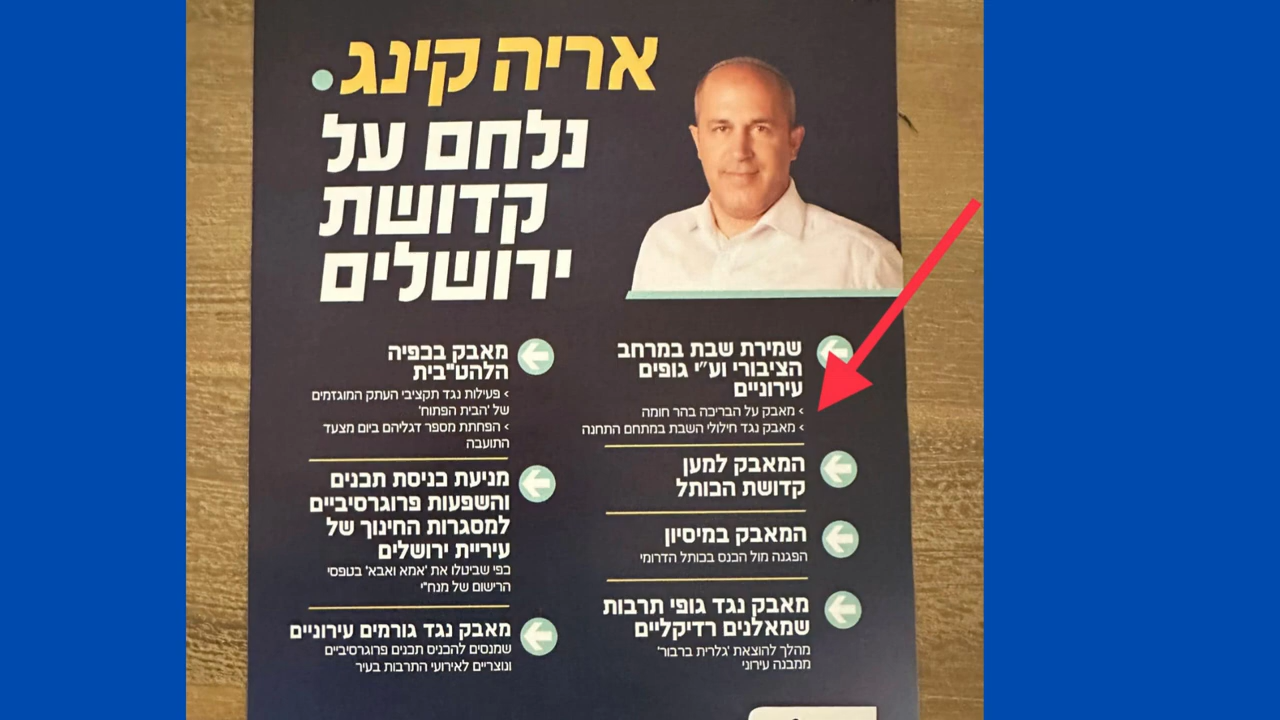 אריה קינג.
נלחם על
קדושת
ירושלים
שמירת שבת במרחב
הציבורי וע״י גופים
עירוניים
> מאבק על הבריכה בהר חומה
> מאבק נגד חילולי השבת במתחם התחנה
המאבק למען
קדושת הכותל
המאבק במיסיון
הפגנה מול הכנס בכותל הדרומי
מאבק נגד גופי תרבות
שמאלנים רדיקליים
מהלך להוצאת 'גלרית ברבור'
ממבנה עירוני
מאבק בכפיה
הלהט"בית
> פעילות נגד תקציבי העתק המוגזמים
של 'הבית הפתוח'
> הפחתת מספר דגליהם ביום מצעד
התועבה
מניעת כניסת תכנים
והשפעות פרוגרסיביים
למסגרות החינוך של
עיריית ירושלים
כפי שביטלו את 'אמא ואבא' בטפסי
הרישום של מנח"י
מאבק נגד גורמים עירוניים
שמנסים להכניס תכנים פרוגרסיביים
ונוצריים לאירועי התרבות בעיר